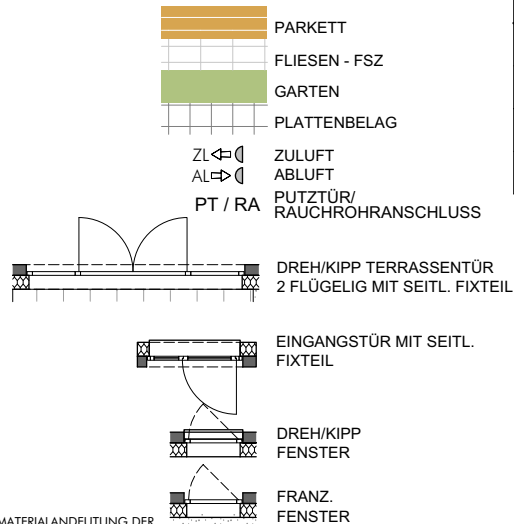 PARKETT
FLIESEN - FSZ
GARTEN
PLATTENBELAG
ZL ZULUFT
AL ABLUFT
PT / RA PUTZTÜR/
RAUCHROHRANSCHLUSS
DREH/KIPP TERRASSENTÜR
2 FLÜGELIG MIT SEITL. FIXTEIL
EINGANGSTÜR MIT SEITL.
FIXTEIL
DREH/KIPP
FENSTER
FRANZ.
FENSTER
MATERIALANDEUTUNG DER